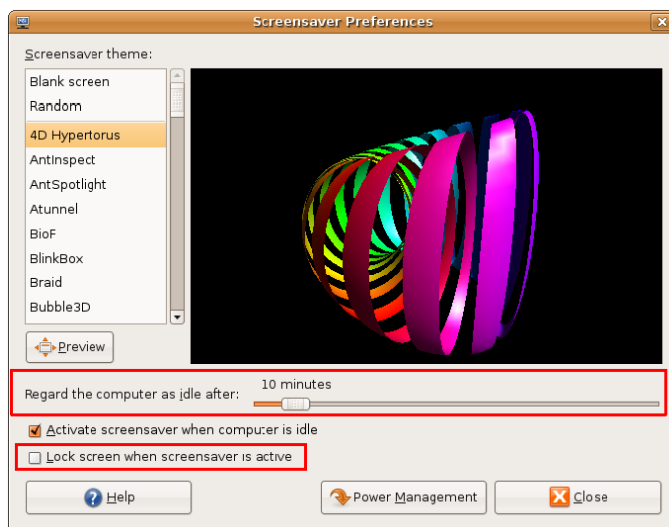 Screensaver Preferences
Screensaver theme:
Blank screen
Random
4D Hypertorus
AntInspect
AntSpotlight
Atunnel
BioF
BlinkBox
Braid
Bubble3D
Preview
10 minutes
Regard the computer as idle after:
Activate screensaver when computer is idle
Lock screen when screensaver is active
Help
Power Management
Close